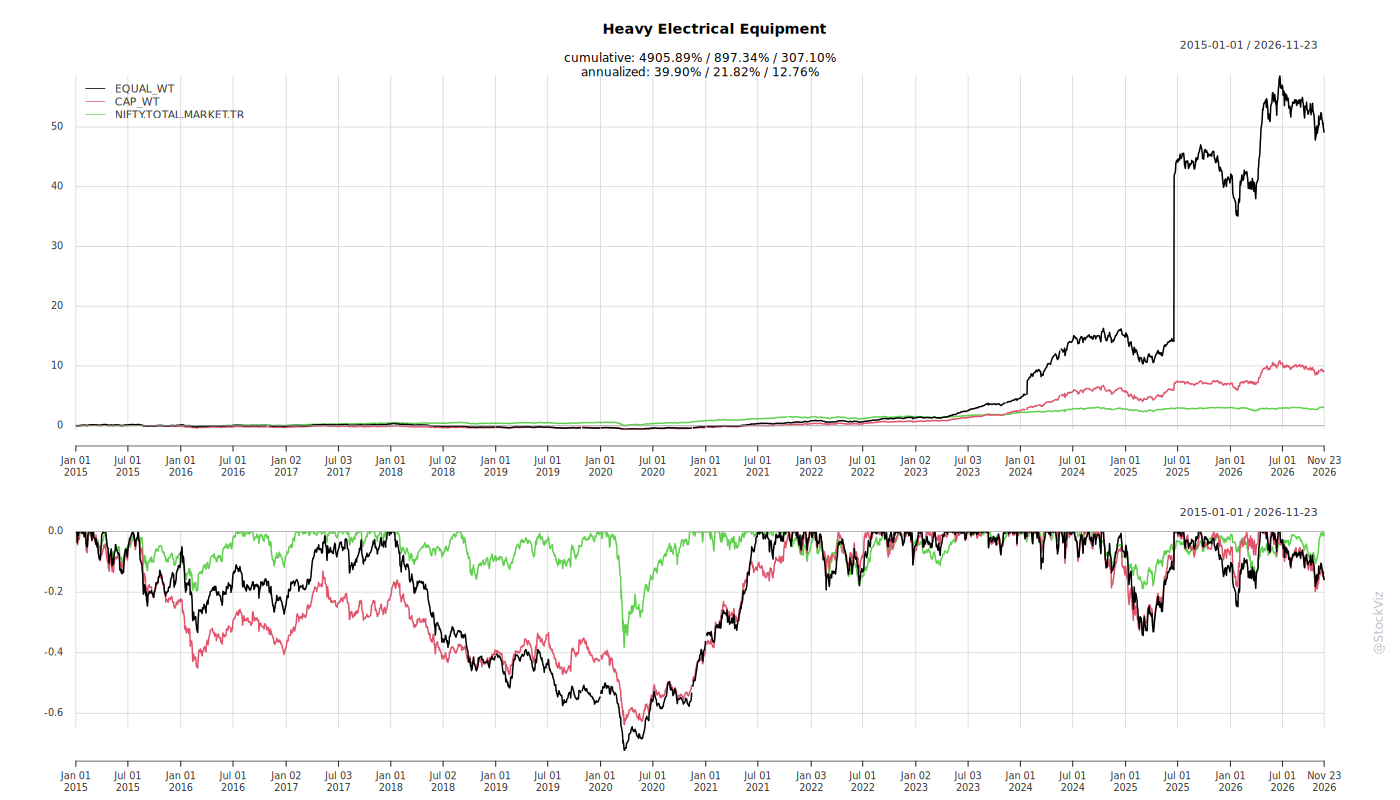 Heavy Electrical Equipment
cumulative: 4905.89% / 897.34% / 307.10%
annualized: 39.90% / 21.82% / 12.76%
2015-01-01 / 2026-11-23
EQUAL_WT
CAP_WT
NIFTY.TOTAL.MARKET.TR
50
40
30
20
10
0
Jan 01 Jul 01 Jan 01 Jul 01 Jan 02 Jul 03 Jan 01 Jul 02 Jan 01 Jul 01 Jan 01 Jul 01 Jan 01 Jul 01 Jan 03 Jul 01 Jan 02 Jul 03 Jan 01 Jul 01 Jan 01 Jul 01 Jan 01 Jul 01 Nov 23
2015 2015 2016 2016 2017 2017 2018 2018 2019 2019 2020 2020 2021 2021 2022 2022 2023 2023 2024 2024 2025 2025 2026 2026 2026
2015-01-01 / 2026-11-23
0.0
-0.2
-0.4
-0.6
Jan 01 Jul 01 Jan 01 Jul 01 Jan 02 Jul 03 Jan 01 Jul 02 Jan 01 Jul 01 Jan 01 Jul 01 Jan 01 Jul 01 Jan 03 Jul 01 Jan 02 Jul 03 Jan 01 Jul 01 Jan 01 Jul 01 Jan 01 Jul 01 Nov 23
2015 2015 2016 2016 2017 2017 2018 2018 2019 2019 2020 2020 2021 2021 2022 2022 2023 2023 2024 2024 2025 2025 2026 2026 2026
@StockViz